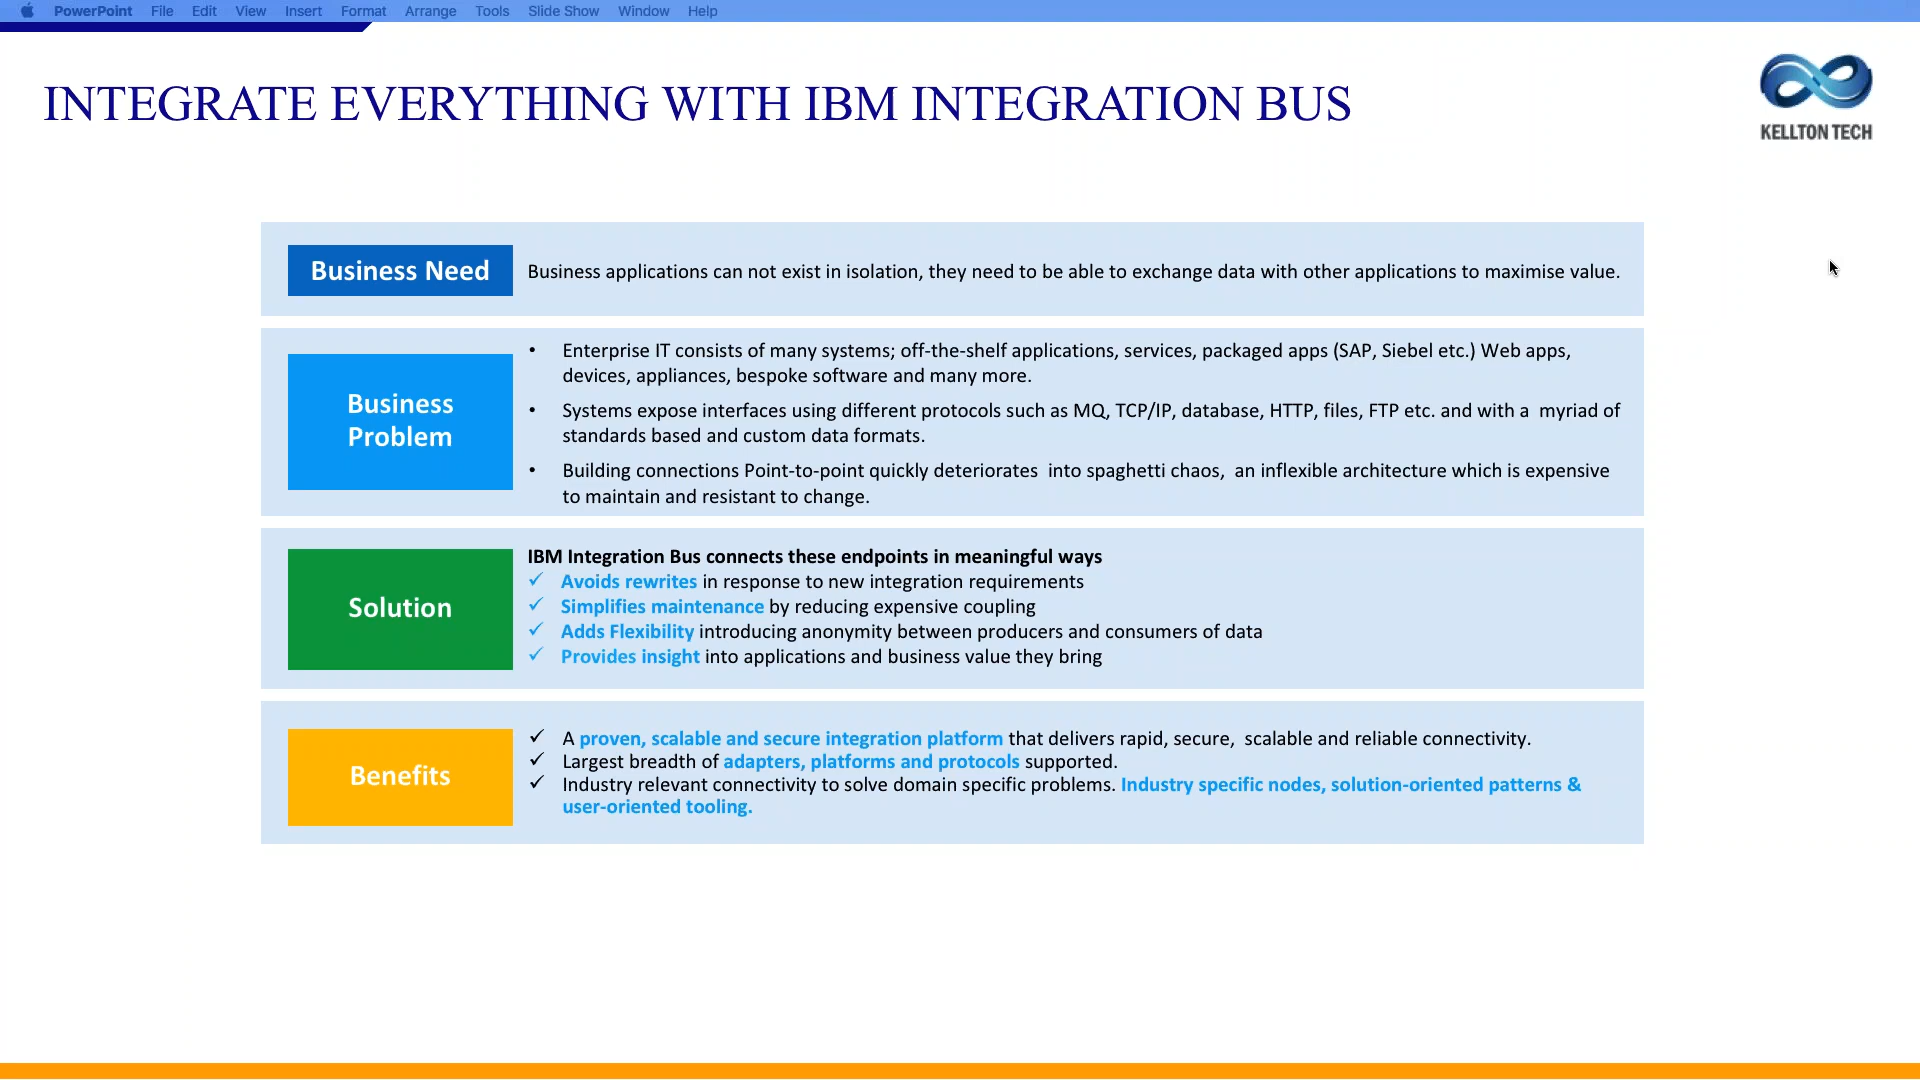 PowerPoint File Edit View Insert Format Arrange Tools Slide Show Window Help
INTEGRATE EVERYTHING WITH IBM INTEGRATION BUS
KELLTON TECH
Business Need
Business applications can not exist in isolation, they need to be able to exchange data with other applications to maximise value.
Business
Problem
• Enterprise IT consists of many systems; off-the-shelf applications, services, packaged apps (SAP, Siebel etc.) Web apps,
devices, appliances, bespoke software and many more.
• Systems expose interfaces using different protocols such as MQ, TCP/IP, database, HTTP, files, FTP etc. and with a myriad of
standards based and custom data formats.
• Building connections Point-to-point quickly deteriorates into spaghetti chaos, an inflexible architecture which is expensive
to maintain and resistant to change.
Solution
IBM Integration Bus connects these endpoints in meaningful ways
✓ Avoids rewrites in response to new integration requirements
✓ Simplifies maintenance by reducing expensive coupling
✓ Adds Flexibility introducing anonymity between producers and consumers of data
✓ Provides insight into applications and business value they bring
Benefits
✓ A proven, scalable and secure integration platform that delivers rapid, secure, scalable and reliable connectivity.
✓ Largest breadth of adapters, platforms and protocols supported.
✓ Industry relevant connectivity to solve domain specific problems. Industry specific nodes, solution-oriented patterns &
user-oriented tooling.